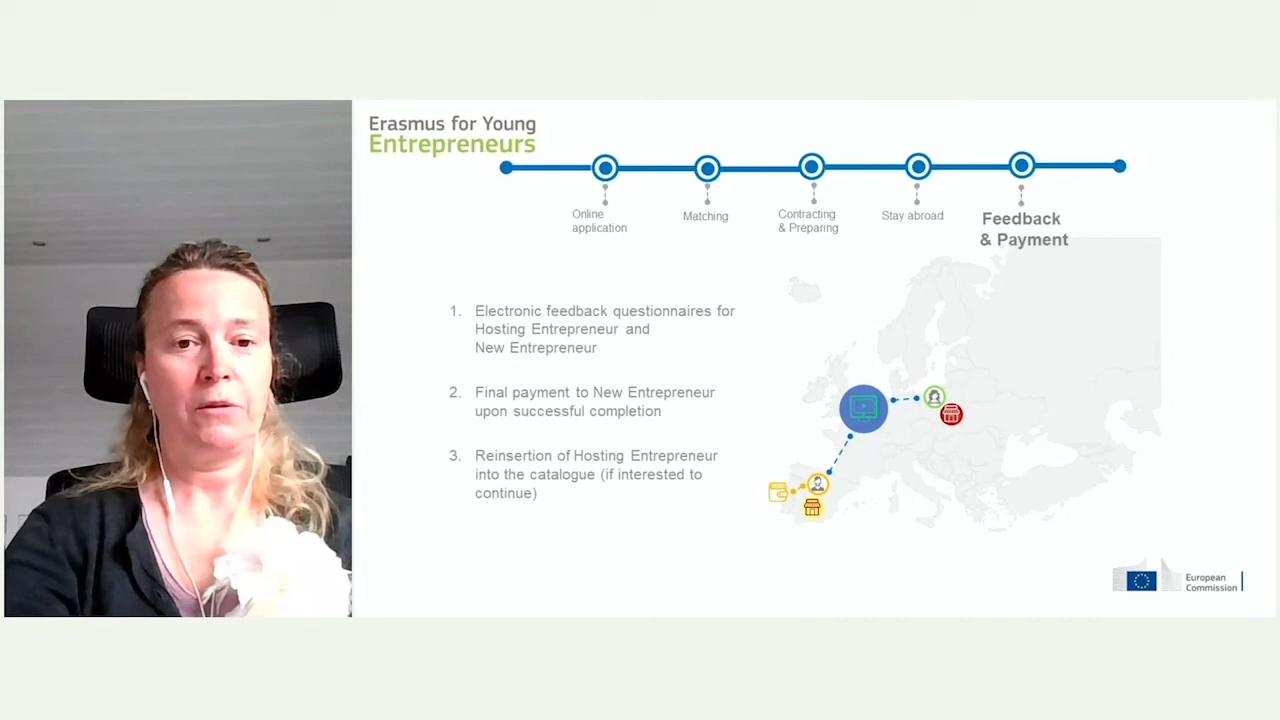 Erasmus for Young
Entrepreneurs
Online
application
Matching
Contracting
& Preparing
Stay abroad
Feedback
& Payment
1. Electronic feedback questionnaires for
Hosting Entrepreneur and
New Entrepreneur
2. Final payment to New Entrepreneur
upon successful completion
3. Reinsertion of Hosting Entrepreneur
into the catalogue (if interested to
continue)
European
Commission